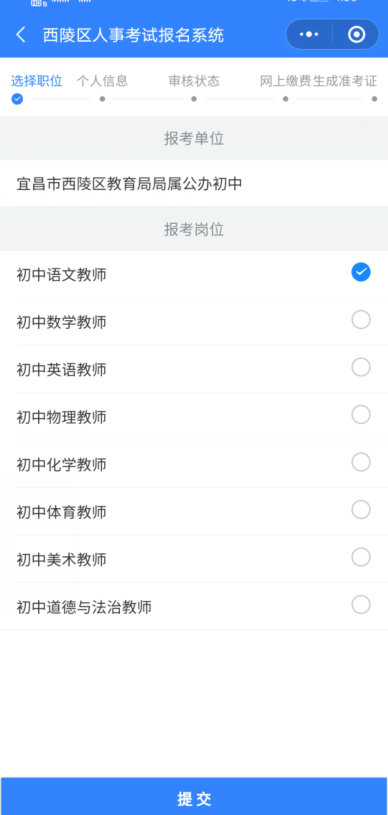 西陵区人事考试报名系统
选择职位 个人信息 审核状态 网上缴费 生成准考证
报考单位
宜昌市西陵区教育局局属公办初中
报考岗位
初中语文教师
初中数学教师
初中英语教师
初中物理教师
初中化学教师
初中体育教师
初中美术教师
初中道德与法治教师
提交